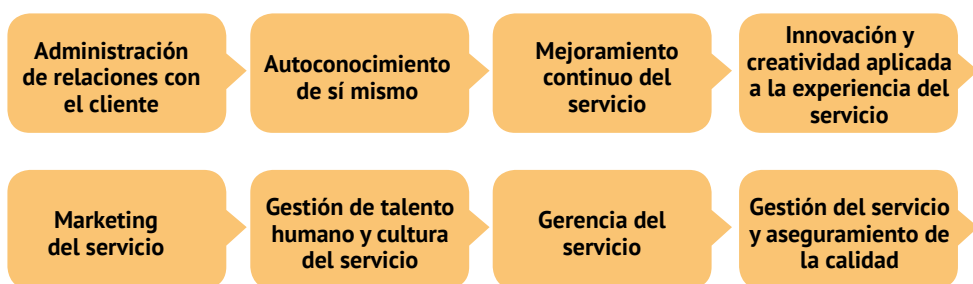 Administración
de relaciones con
el cliente
Autoconocimiento
de sí mismo
Mejoramiento
continuo del
servicio
Innovación y
creatividad aplicada
a la experiencia del
servicio
Marketing
del servicio
Gestión de talento
humano y cultura
del servicio
Gerencia del
servicio
Gestión del servicio
y aseguramiento de
la calidad